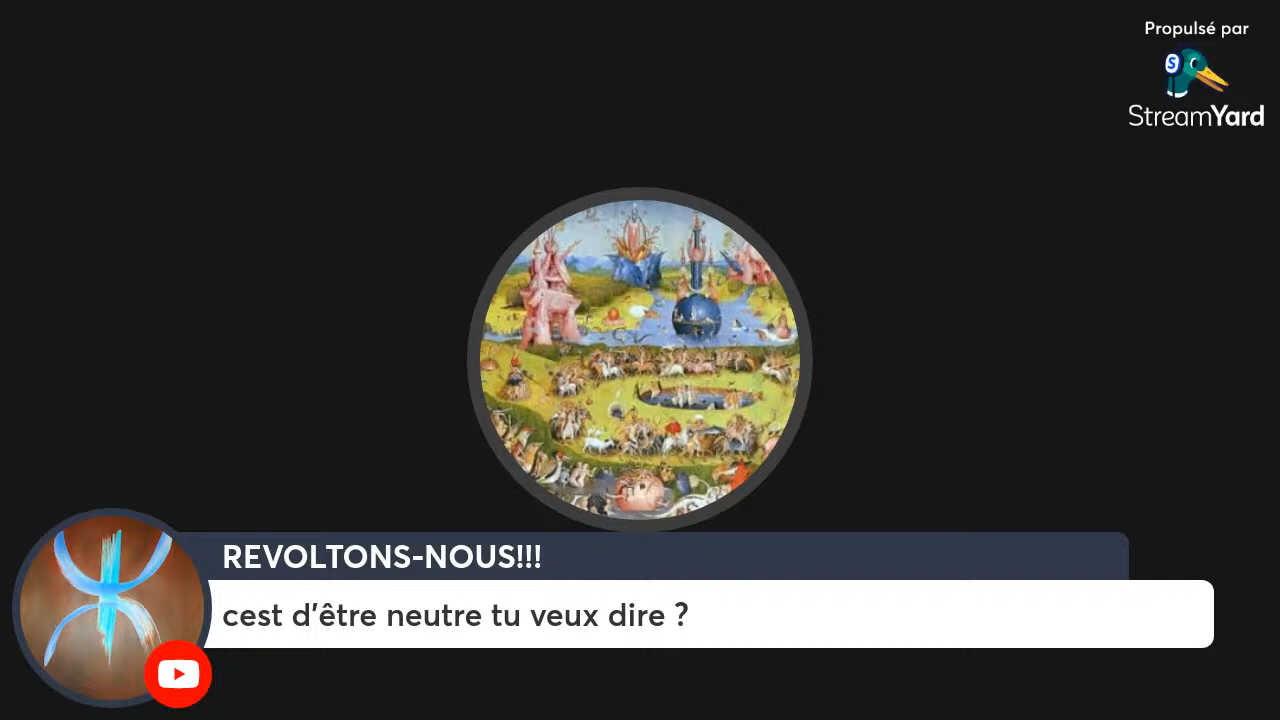 Propulsé par
S
StreamYard
REVOLTONS-NOUS!!!
cest d'être neutre tu veux dire ?